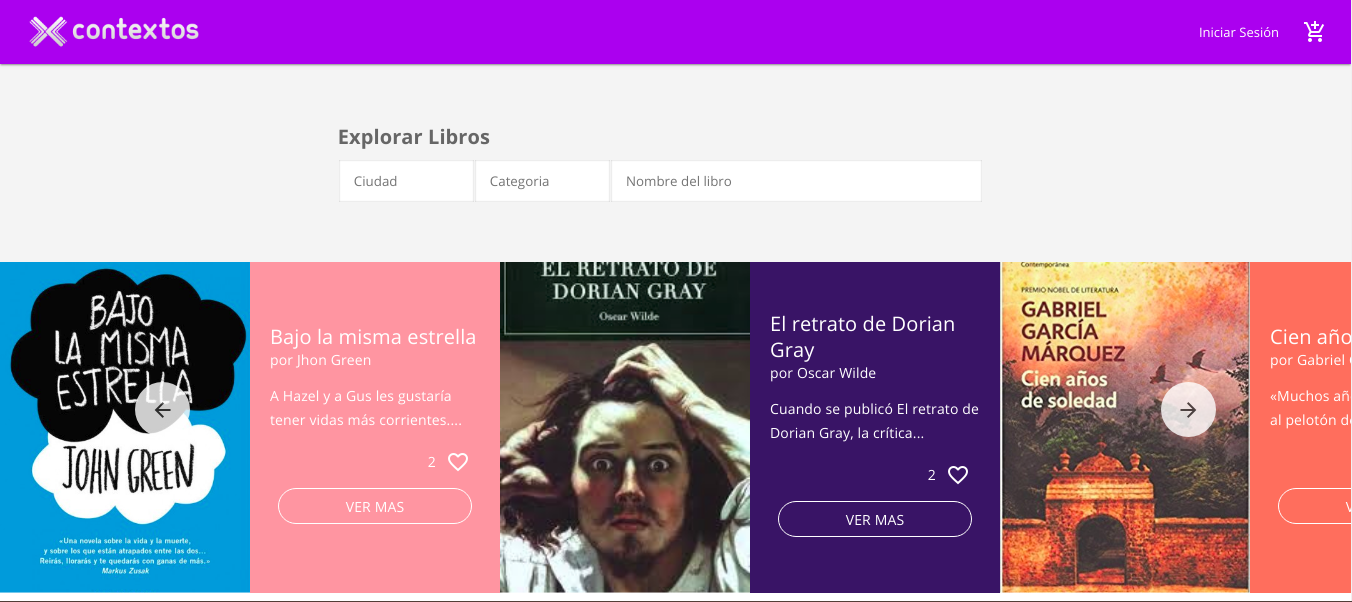 contextos
Iniciar Sesión
Explorar Libros
Ciudad
Categoria
Nombre del libro
BAJO
LA MISMA
ESTRELLA
JOHN GREEN
«Una novela sobre la vida y la muerte,
y sobre los que están atrapados entre las dos...
Reirás, llorarás y te quedarás con ganas de más.»
Markus Zusak
Bajo la misma estrella
por Jhon Green
A Hazel y a Gus les gustaría
tener vidas más corrientes....
2
VER MAS
EL RETRATO DE
DORIAN GRAY
Oscar Wilde
El retrato de Dorian
Gray
por Oscar Wilde
Cuando se publicó El retrato de
Dorian Gray, la crítica...
2
VER MAS
Contemporánea
PREMIO NOBEL DE LITERATURA
GABRIEL
GARCÍA
MÁRQUEZ
Cien años
de soledad
Cien año
por Gabriel
«Muchos añ
al pelotón d
V